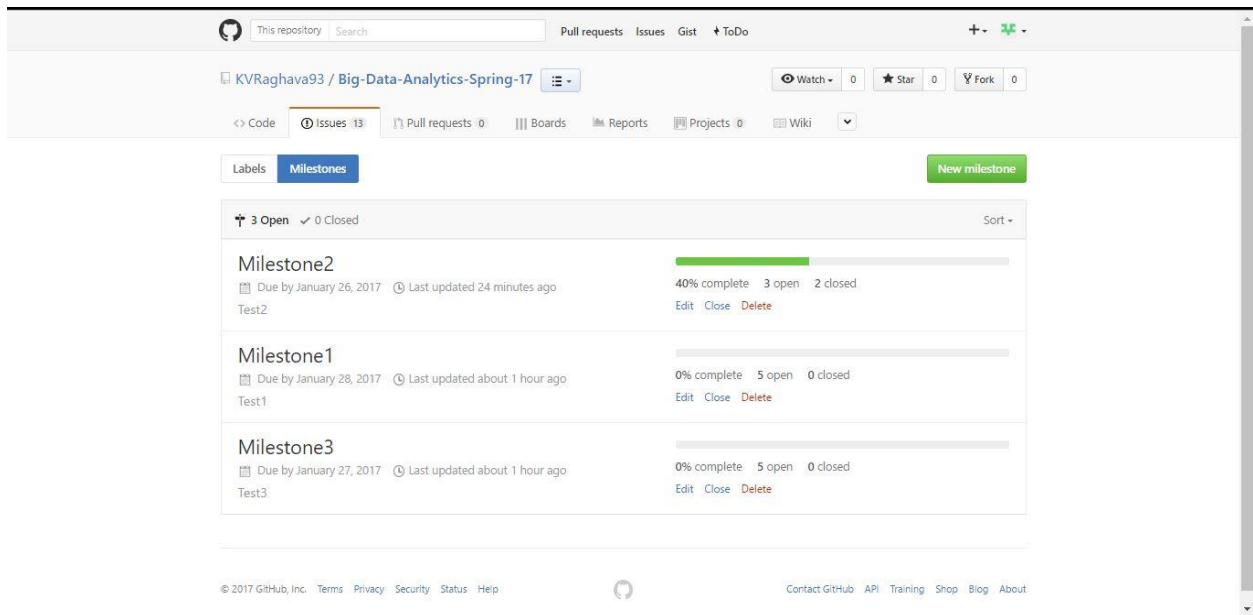 This repository Search Pull requests Issues Gist ToDo
KVRaghava93 / Big-Data-Analytics-Spring-17 Watch 0 Star 0 Fork 0
<> Code Issues 13 Pull requests 0 Boards Reports Projects 0 Wiki
Labels Milestones New milestone
3 Open 0 Closed Sort
Milestone2
Due by January 26, 2017 Last updated 24 minutes ago
Test2
40% complete 3 open 2 closed
Edit Close Delete
Milestone1
Due by January 28, 2017 Last updated about 1 hour ago
Test1
0% complete 5 open 0 closed
Edit Close Delete
Milestone3
Due by January 27, 2017 Last updated about 1 hour ago
Test3
0% complete 5 open 0 closed
Edit Close Delete
© 2017 GitHub, Inc. Terms Privacy Security Status Help Contact GitHub API Training Shop Blog About